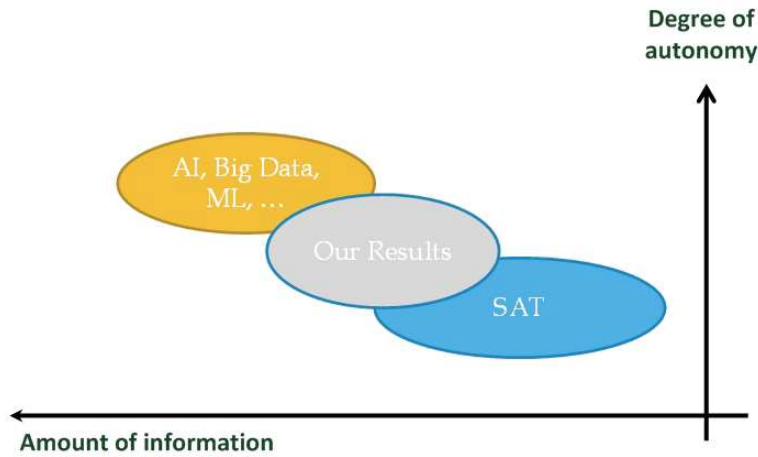 Degree of
autonomy
AI, Big Data,
ML, ...
Our Results
SAT
Amount of information